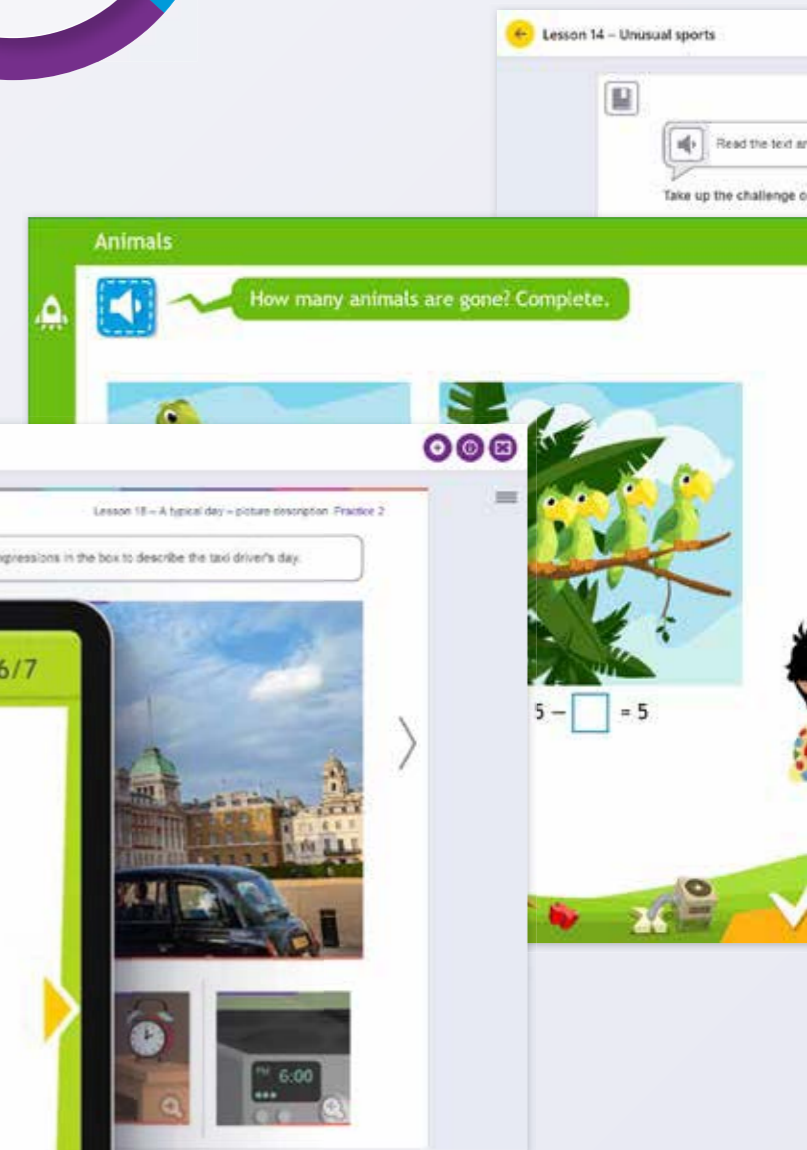 Lesson 14 – Unusual sports
Read the text an
Take up the challenge o
Animals
How many animals are gone? Complete.
Lesson 18 – A typical day – picture description Practice 2
xpressions in the box to describe the taxi driver's day.
6/7
5 – = 5
PM 6:00